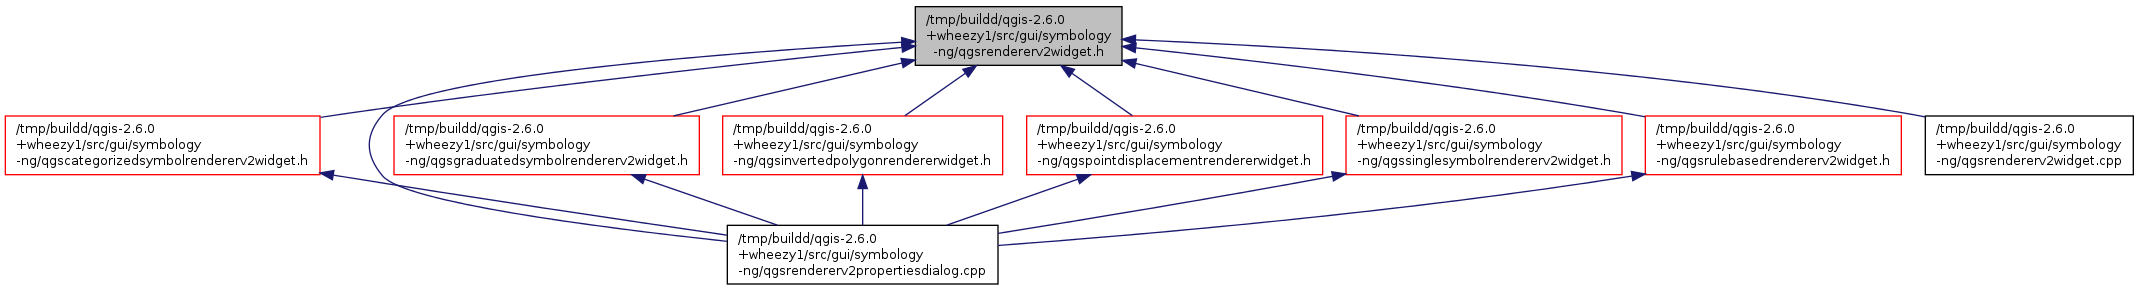 /tmp/buildd/qgis-2.6.0
+wheezy1/src/gui/symbology
-ng/qgsrendererv2widget.h
/tmp/buildd/qgis-2.6.0
+wheezy1/src/gui/symbology
-ng/qgscategorizedsymbolrendererv2widget.h
/tmp/buildd/qgis-2.6.0
+wheezy1/src/gui/symbology
-ng/qgsgraduatedsymbolrendererv2widget.h
/tmp/buildd/qgis-2.6.0
+wheezy1/src/gui/symbology
-ng/qgsinvertedpolygonrendererwidget.h
/tmp/buildd/qgis-2.6.0
+wheezy1/src/gui/symbology
-ng/qgspointdisplacementrendererwidget.h
/tmp/buildd/qgis-2.6.0
+wheezy1/src/gui/symbology
-ng/qgssinglesymbolrendererv2widget.h
/tmp/buildd/qgis-2.6.0
+wheezy1/src/gui/symbology
-ng/qgsrulebasedrendererv2widget.h
/tmp/buildd/qgis-2.6.0
+wheezy1/src/gui/symbology
-ng/qgsrendererv2widget.cpp
/tmp/buildd/qgis-2.6.0
+wheezy1/src/gui/symbology
-ng/qgsrendererv2propertiesdialog.cpp